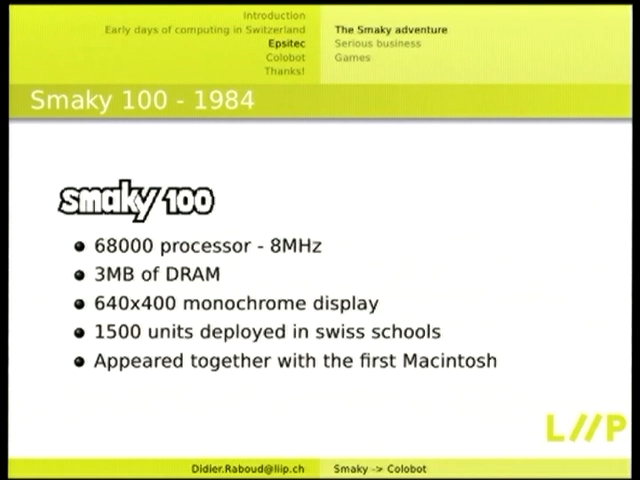 Introduction
Early days of computing in Switzerland
Epsitec
Colobot
Thanks!
The Smaky adventure
Serious business
Games
Smaky 100 - 1984
smaky 100
68000 processor - 8MHz
3MB of DRAM
640x400 monochrome display
1500 units deployed in swiss schools
Appeared together with the first Macintosh
LIIP
Didier.Raboud@liip.ch
Smaky -> Colobot